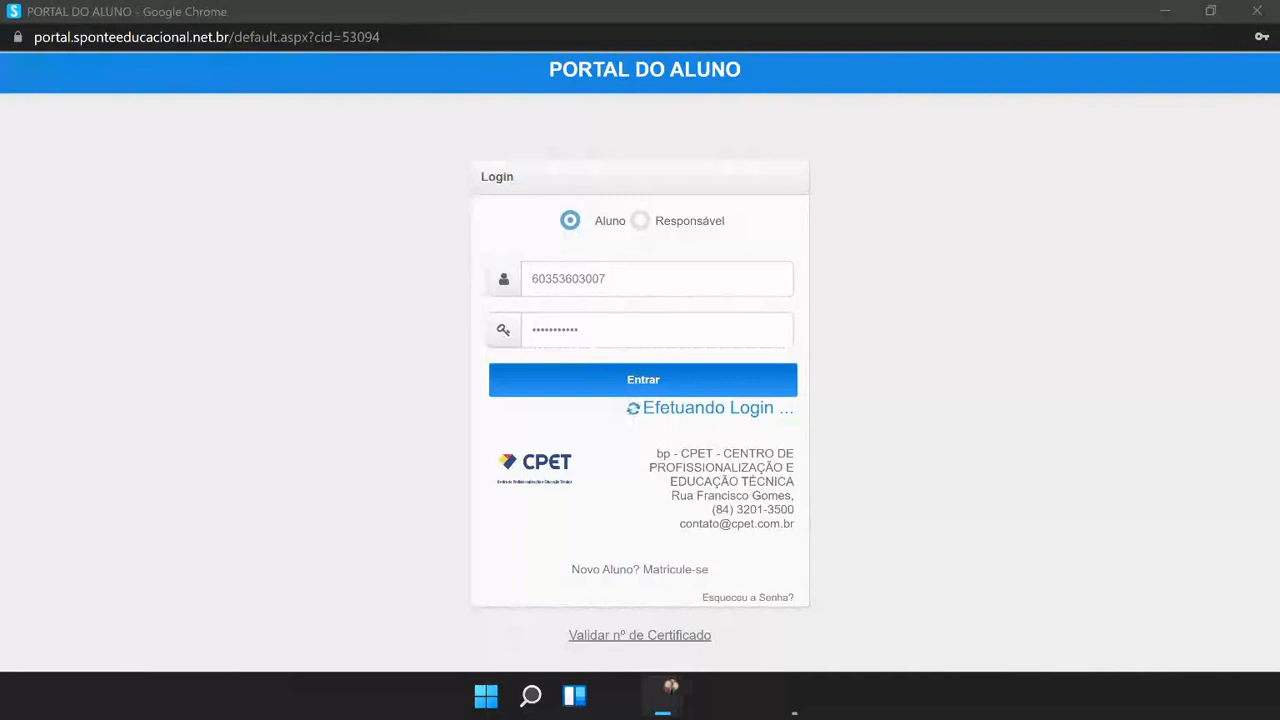 PORTAL DO ALUNO - Google Chrome
portal.sponteeducacional.net.br/default.aspx?cid=53094
PORTAL DO ALUNO
Login
Aluno Responsável
60353603007
•••••••••••
Entrar
Efetuando Login ...
CPET
bp - CPET - CENTRO DE
PROFISSIONALIZAÇÃO E
EDUCAÇÃO TÉCNICA
Rua Francisco Gomes,
(84) 3201-3500
contato@cpet.com.br
Novo Aluno? Matricule-se
Esqueceu a Senha?
Validar nº de Certificado